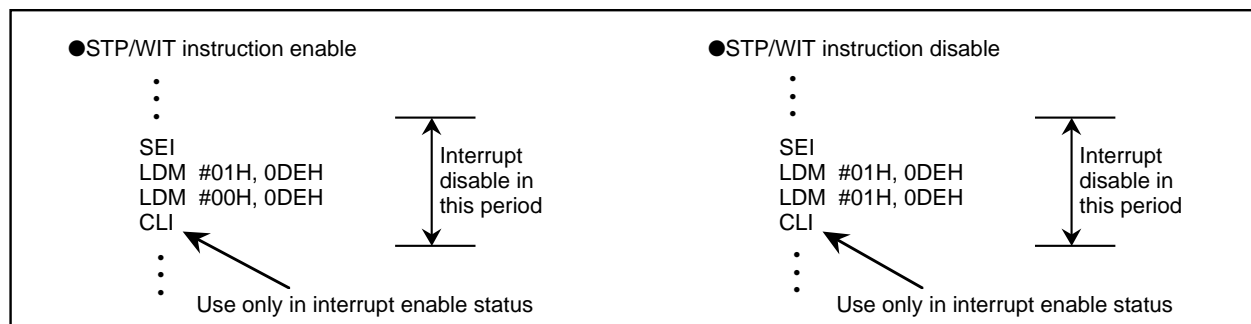 ●STP/WIT instruction enable
SEI
LDM #01H, 0DEH
LDM #00H, 0DEH
CLI
Interrupt
disable in
this period
Use only in interrupt enable status
●STP/WIT instruction disable
SEI
LDM #01H, 0DEH
LDM #01H, 0DEH
CLI
Interrupt
disable in
this period
Use only in interrupt enable status